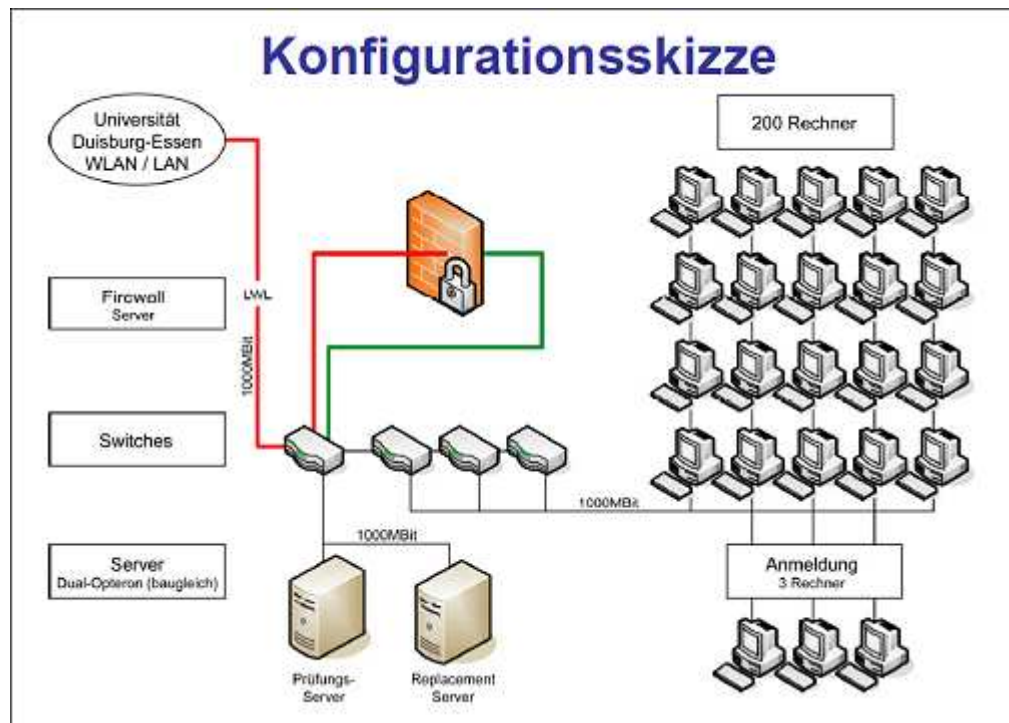 Konfigurationsskizze
Universität
Duisburg-Essen
WLAN / LAN
200 Rechner
Firewall
Server
LWL
1000MBit
Switches
1000MBit
1000MBit
Server
Dual-Opteron (baugleich)
Anmeldung
3 Rechner
Prüfungs-
Server
Replacement
Server